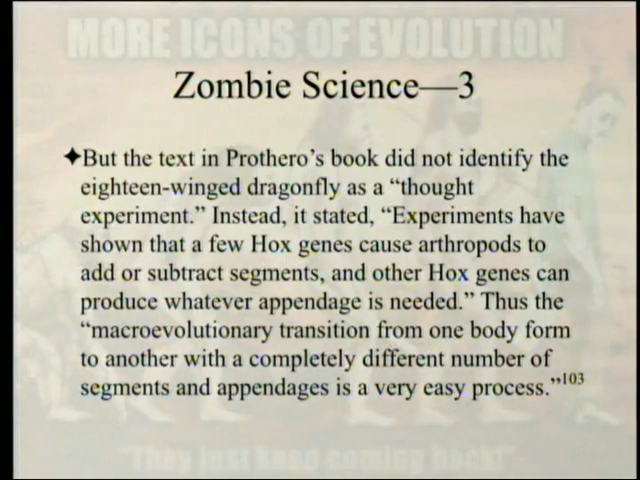 MORE ICONS OF EVOLUTION
Zombie Science—3
✦But the text in Prothero's book did not identify the
eighteen-winged dragonfly as a “thought
experiment.” Instead, it stated, “Experiments have
shown that a few Hox genes cause arthropods to
add or subtract segments, and other Hox genes can
produce whatever appendage is needed.” Thus the
“macroevolutionary transition from one body form
to another with a completely different number of
segments and appendages is a very easy process.”103
"They just keep coming back!"